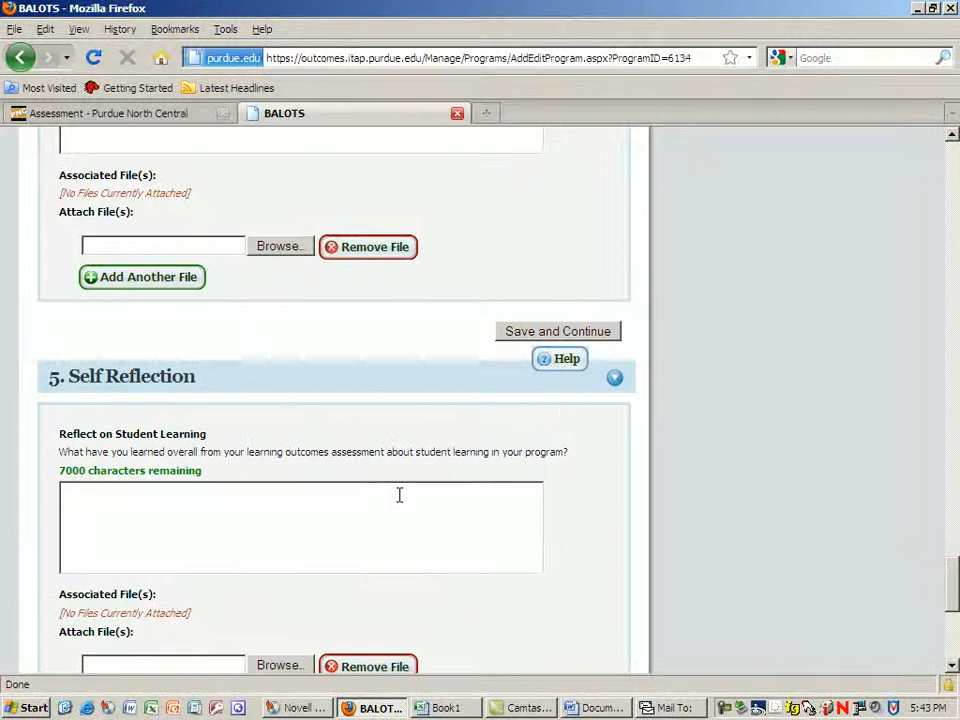 BALOTS - Mozilla Firefox
File Edit View History Bookmarks Tools Help
purdue.edu https://outcomes.itap.purdue.edu/Manage/Programs/AddEditProgram.aspx?ProgramID=6134
Google
Most Visited Getting Started Latest Headlines
Assessment - Purdue North Central
BALOTS
Associated File(s):
[No Files Currently Attached]
Attach File(s):
Browse... Remove File
Add Another File
Save and Continue
Help
5. Self Reflection
Reflect on Student Learning
What have you learned overall from your learning outcomes assessment about student learning in your program?
7000 characters remaining
Associated File(s):
[No Files Currently Attached]
Attach File(s):
Browse... Remove File
Done
Start Novell ... BALOT... Book1 Camtas... Docum... Mail To: 5:43 PM